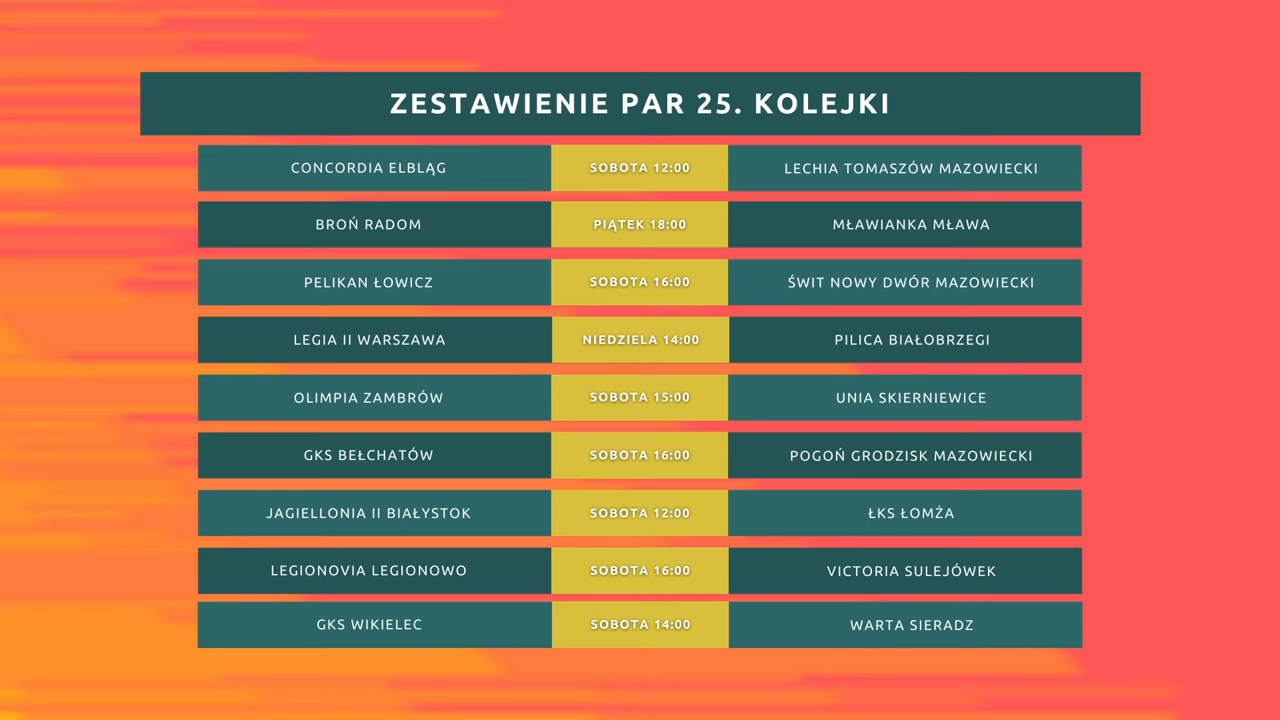 ZESTAWIENIE PAR 25. KOLEJKI
CONCORDIA ELBLĄG SOBOTA 12:00 LECHIA TOMASZÓW MAZOWIECKI
BROŃ RADOM PIĄTEK 18:00 MŁAWIANKA MŁAWA
PELIKAN ŁOWICZ SOBOTA 16:00 ŚWIT NOWY DWÓR MAZOWIECKI
LEGIA II WARSZAWA NIEDZIELA 14:00 PILICA BIAŁOBRZEGI
OLIMPIA ZAMBRÓW SOBOTA 15:00 UNIA SKIERNIEWICE
GKS BEŁCHATÓW SOBOTA 16:00 POGOŃ GRODZISK MAZOWIECKI
JAGIELLONIA II BIAŁYSTOK SOBOTA 12:00 ŁKS ŁOMŻA
LEGIONOVIA LEGIONOWO SOBOTA 16:00 VICTORIA SULEJÓWEK
GKS WIKIELEC SOBOTA 14:00 WARTA SIERADZ